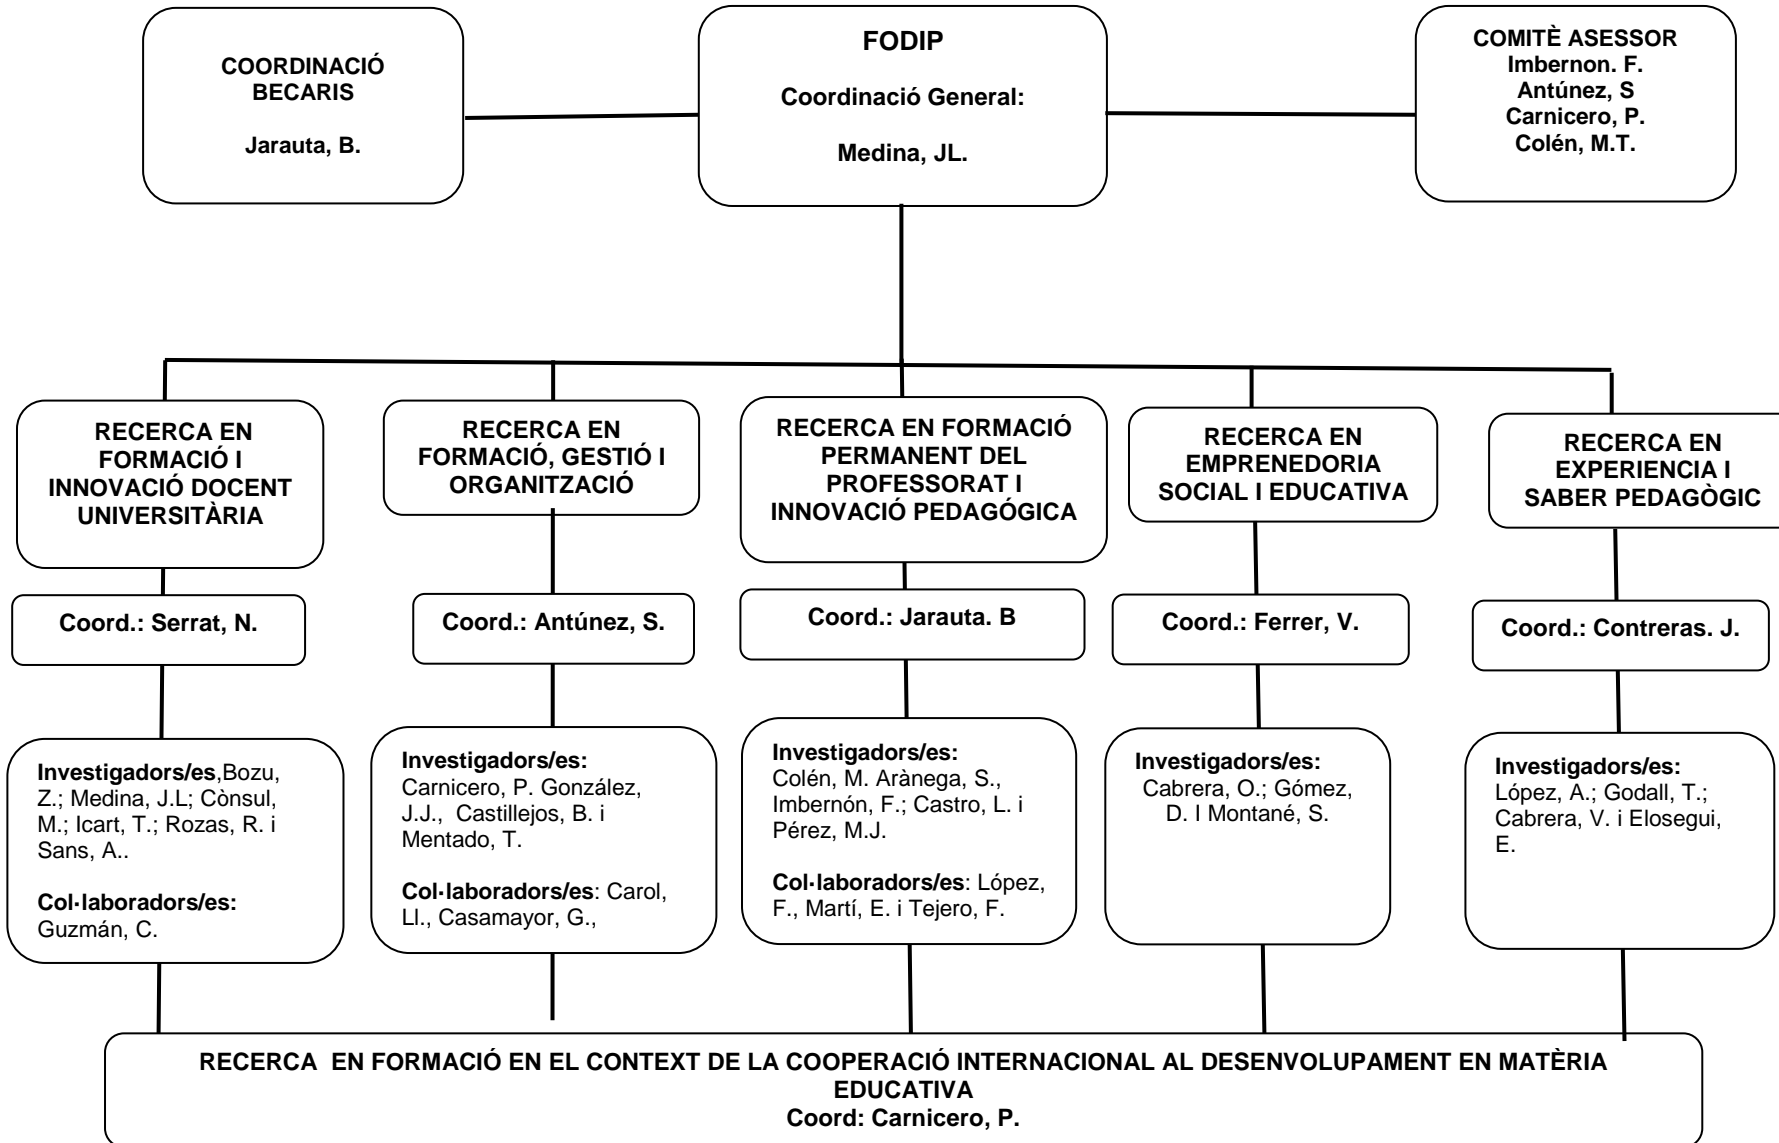 COORDINACIÓ
BECARIS
Jarauta, B.
FODIP
Coordinació General:
Medina, JL.
COMITÈ ASESSOR
Imbernon. F.
Antúnez, S
Carnicero, P.
Colén, M.T.
RECERCA EN
FORMACIÓ I
INNOVACIÓ DOCENT
UNIVERSITÀRIA
RECERCA EN
FORMACIÓ, GESTIÓ I
ORGANITZACIÓ
RECERCA EN FORMACIÓ
PERMANENT DEL
PROFESSORAT I
INNOVACIÓ PEDAGÓGICA
RECERCA EN
EMPRENEDORIA
SOCIAL I EDUCATIVA
RECERCA EN
EXPERIENCIA I
SABER PEDAGÒGIC
Coord.: Serrat, N.
Coord.: Antúnez, S.
Coord.: Jarauta. B
Coord.: Ferrer, V.
Coord.: Contreras. J.
Investigadors/es,Bozu,
Z.; Medina, J.L; Cònsul,
M.; Icart, T.; Rozas, R. i
Sans, A..
Col·laboradors/es:
Guzmán, C.
Investigadors/es:
Carnicero, P. González,
J.J., Castillejos, B. i
Mentado, T.
Col·laboradors/es: Carol,
Ll., Casamayor, G.,
Investigadors/es:
Colén, M. Arànega, S.,
Imbernón, F.; Castro, L. i
Pérez, M.J.
Col·laboradors/es: López,
F., Martí, E. i Tejero, F.
Investigadors/es:
Cabrera, O.; Gómez,
D. I Montané, S.
Investigadors/es:
López, A.; Godall, T.;
Cabrera, V. i Elosegui,
E.
RECERCA EN FORMACIÓ EN EL CONTEXT DE LA COOPERACIÓ INTERNACIONAL AL DESENVOLUPAMENT EN MATÈRIA
EDUCATIVA
Coord: Carnicero, P.